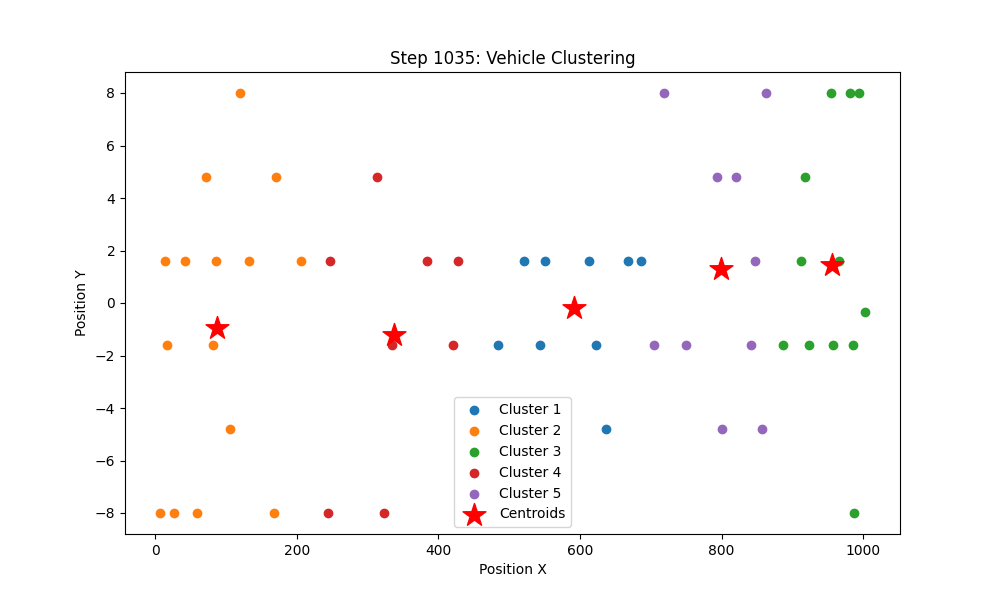 Step 1035: Vehicle Clustering
Position Y
8
6
4
2
0
−2
−4
−6
−8
Cluster 1
Cluster 2
Cluster 3
Cluster 4
Cluster 5
Centroids
0 200 400 600 800 1000
Position X